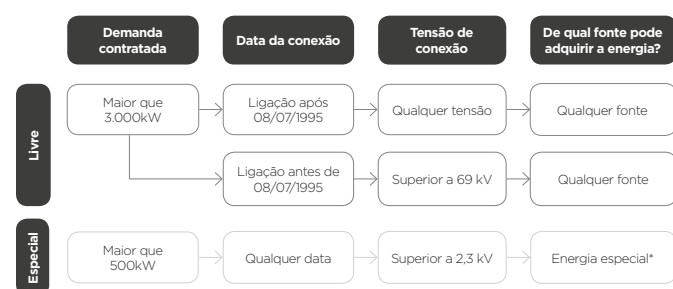 Demanda
contratada
Data da conexão
Tensão de
conexão
De qual fonte pode
adquirir a energia?
Livre
Maior que
3.000kW
Ligação após
08/07/1995
Qualquer tensão
Qualquer fonte
Ligação antes de
08/07/1995
Superior a 69 kV
Qualquer fonte
Especial
Maior que
500kW
Qualquer data
Superior a 2,3 kV
Energia especial*